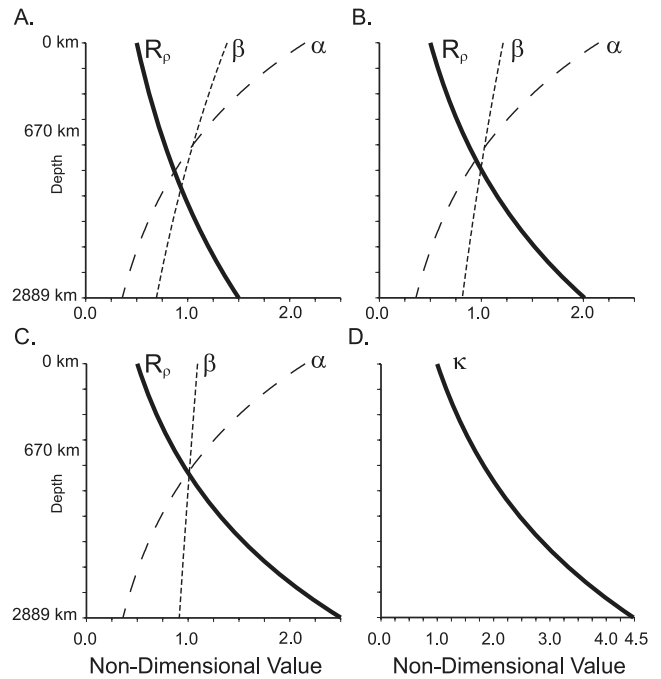 A.
0 km
670 km
Depth
2889 km
Rρ
β
α
0.0 1.0 2.0
B.
Rρ
β
α
0.0 1.0 2.0
C.
0 km
670 km
Depth
2889 km
Rρ
β
α
0.0 1.0 2.0
Non-Dimensional Value
D.
κ
0.0 1.0 2.0 3.0 4.0 4.5
Non-Dimensional Value